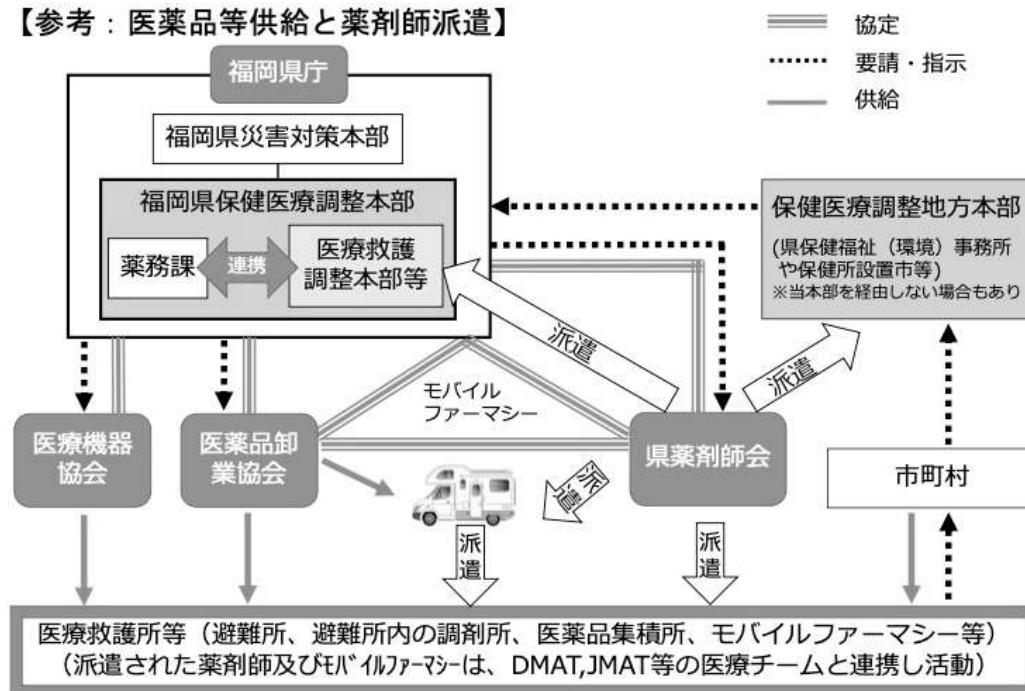 【参考：医薬品等供給と薬剤師派遣】
協定
要請・指示
供給
福岡県庁
福岡県災害対策本部
福岡県保健医療調整本部
薬務課
連携
医療救護
調整本部等
保健医療調整地方本部
(県保健福祉（環境）事務所
や保健所設置市等)
※当本部を経由しない場合もあり
派遣
派遣
モバイル
ファーマシー
医療機器
協会
医薬品卸
業協会
県薬剤師会
市町村
派遣
派遣
派遣
医療救護所等（避難所、避難所内の調剤所、医薬品集積所、モバイルファーマシー等）
（派遣された薬剤師及びﾓﾊﾞｲﾙﾌｧｰﾏｼｰは、DMAT,JMAT等の医療チームと連携し活動）